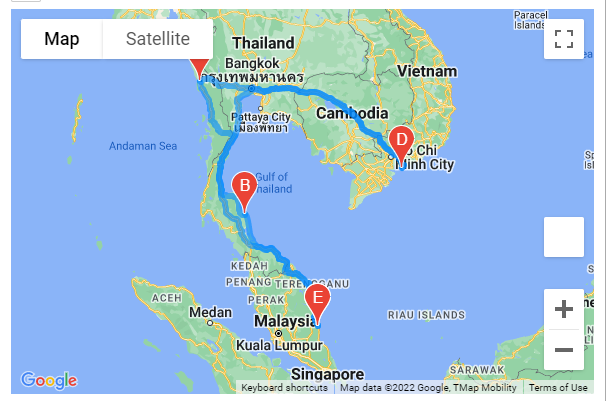 Map
Satellite
Paracel
Islands
Thailand
Bangkok
กรุงเทพมหานคร
Vietnam
Pattaya City
เมืองพัทยา
Cambodia
Andaman Sea
D
Chi
Minh City
B
Gulf of
Thailand
KEDAH
PENANG
TERENGGANU
ACEH
PERAK
E
Medan
Malaysia
RIAU ISLANDS
Kuala Lumpur
SARAWAK
Singapore
Google
Keyboard shortcuts
Map data ©2022 Google, TMap Mobility
Terms of Use